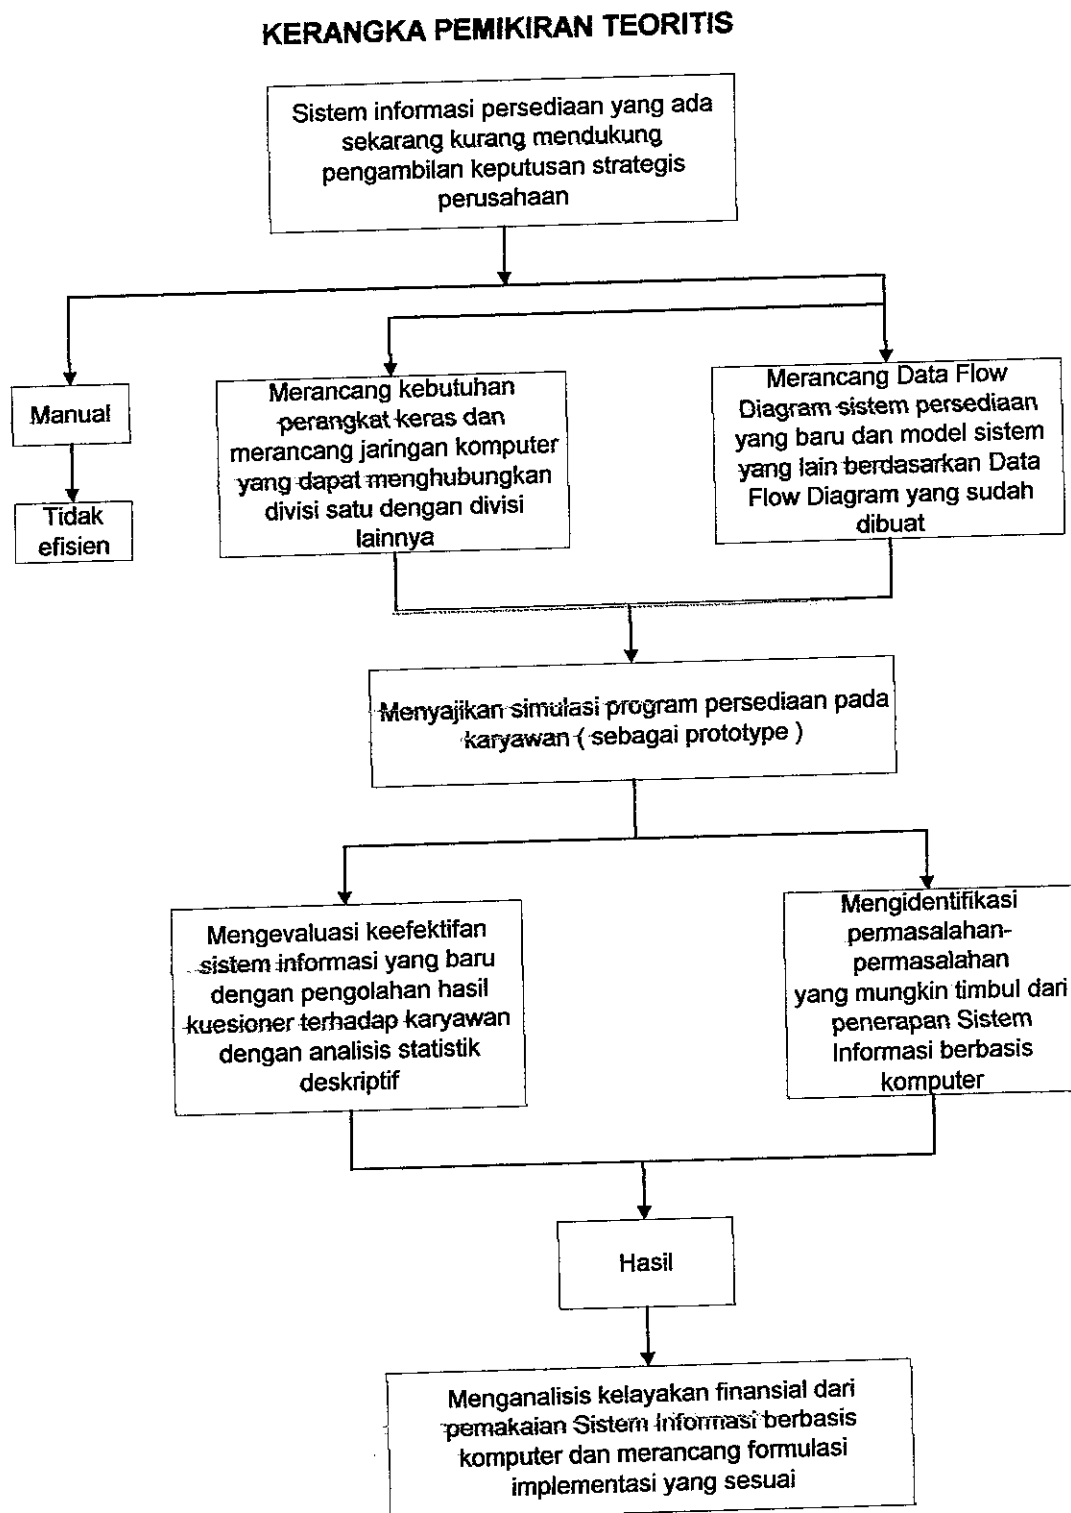 KERANGKA PEMIKIRAN TEORITIS
Sistem informasi persediaan yang ada
sekarang kurang mendukung
pengambilan keputusan strategis
perusahaan
Manual
Tidak
efisien
Merancang kebutuhan
perangkat keras dan
merancang jaringan komputer
yang dapat menghubungkan
divisi satu dengan divisi
lainnya
Merancang Data Flow
Diagram sistem persediaan
yang baru dan model sistem
yang lain berdasarkan Data
Flow Diagram yang sudah
dibuat
Menyajikan simulasi program persediaan pada
karyawan ( sebagai prototype )
Mengevaluasi keefektifan
sistem informasi yang baru
dengan pengolahan hasil
kuesioner terhadap karyawan
dengan analisis statistik
deskriptif
Mengidentifikasi
permasalahan-
permasalahan
yang mungkin timbul dari
penerapan Sistem
Informasi berbasis
komputer
Hasil
Menganalisis kelayakan finansial dari
pemakaian Sistem Informasi berbasis
komputer dan merancang formulasi
implementasi yang sesuai